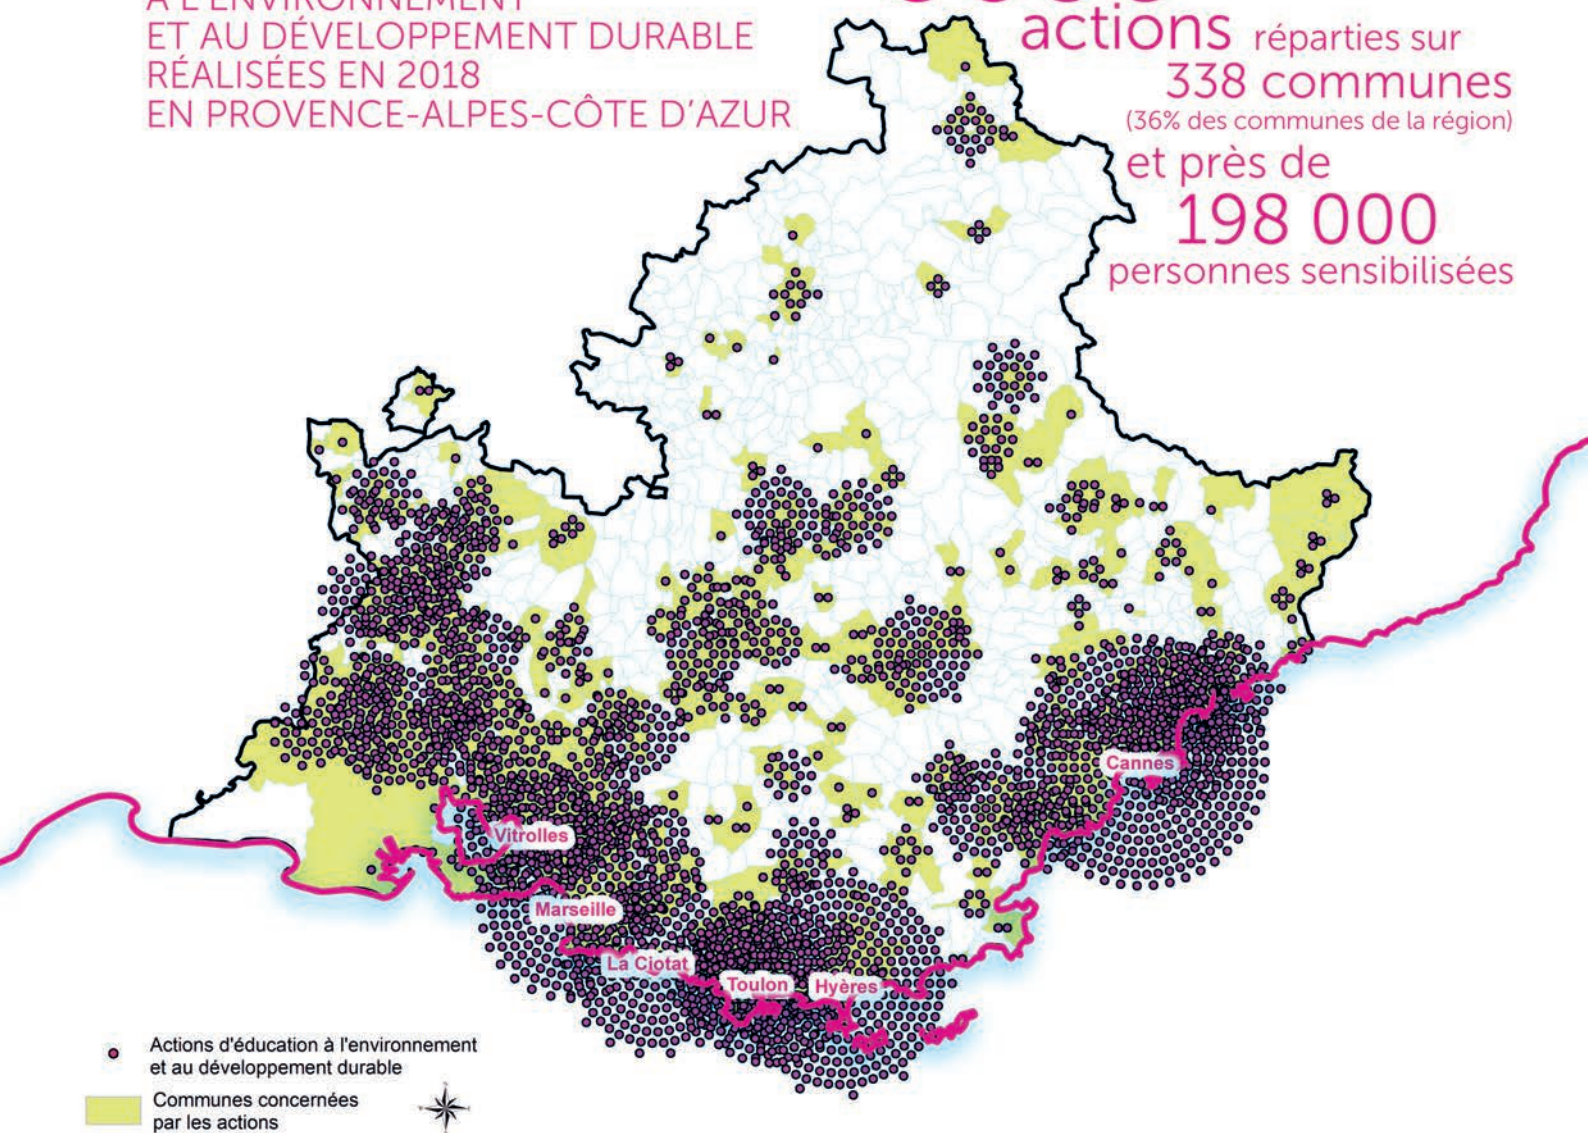 À L'ENVIRONNEMENT
ET AU DÉVELOPPEMENT DURABLE
RÉALISÉES EN 2018
EN PROVENCE-ALPES-CÔTE D'AZUR
actions réparties sur
338 communes
(36% des communes de la région)
et près de
198 000
personnes sensibilisées
Cannes
Vitrolles
Marseille
La Ciotat
Toulon
Hyères
Actions d'éducation à l'environnement
et au développement durable
Communes concernées
par les actions